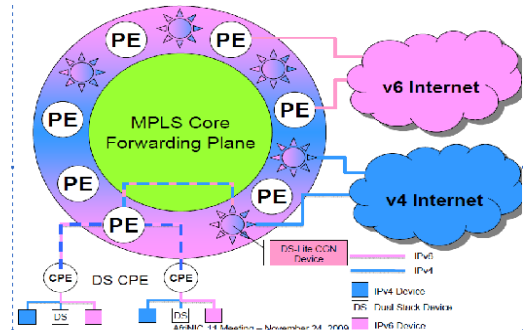 PE
PE
PE
PE
PE
PE
PE
PE
MPLS Core
Forwarding Plane
v6 Internet
v4 Internet
DS-Lite CGN
Device
CPE
DS CPE
CPE
DS
DS
IPv6
IPv4
IPv4 Device
DS Dual Stack Device
IPv6 Device
AfriNIC 11 Meeting – November 24, 2009